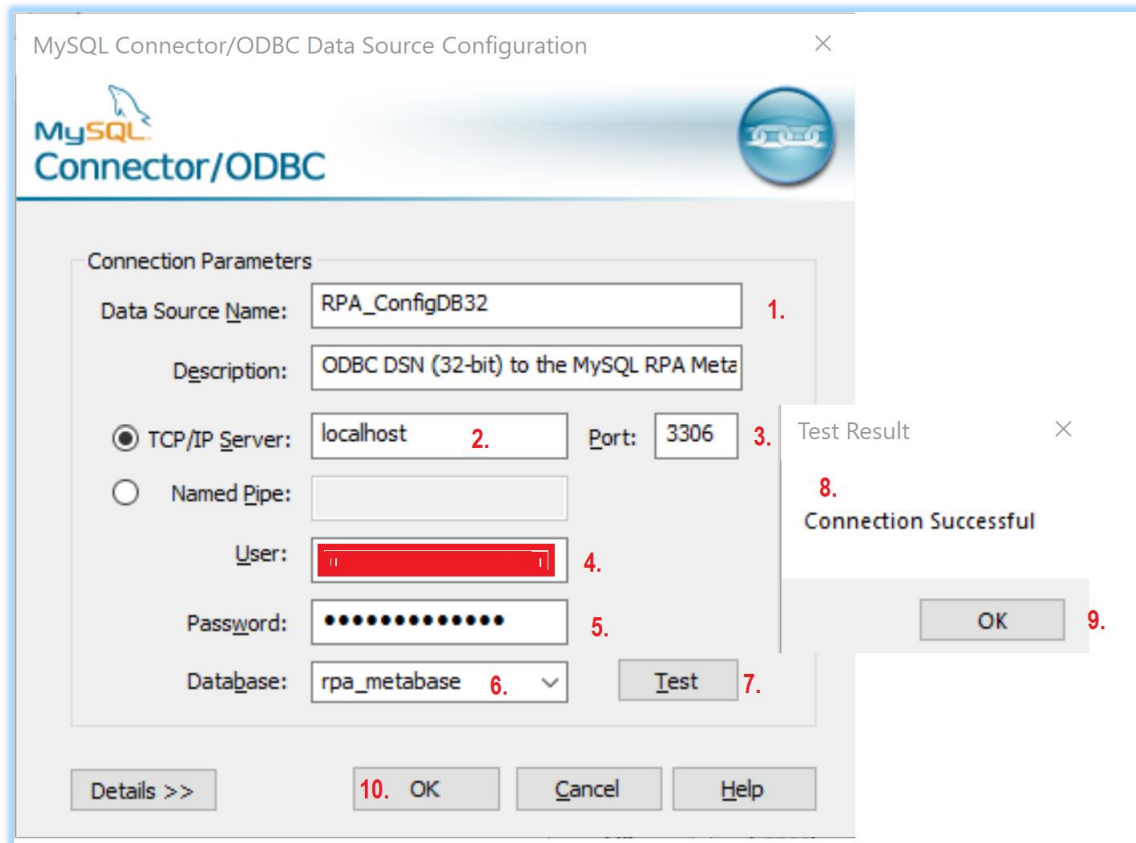 MySQL Connector/ODBC Data Source Configuration
MySQL
Connector/ODBC
Connection Parameters
Data Source Name: RPA_ConfigDB32 1.
Description: ODBC DSN (32-bit) to the MySQL RPA Meta
TCP/IP Server: localhost 2. Port: 3306 3.
Named Pipe:
User: 4.
Password: ●●●●●●●●●●●●● 5.
Database: rpa_metabase 6. Test 7.
Details >> 10. OK Cancel Help
Test Result
8.
Connection Successful
OK 9.